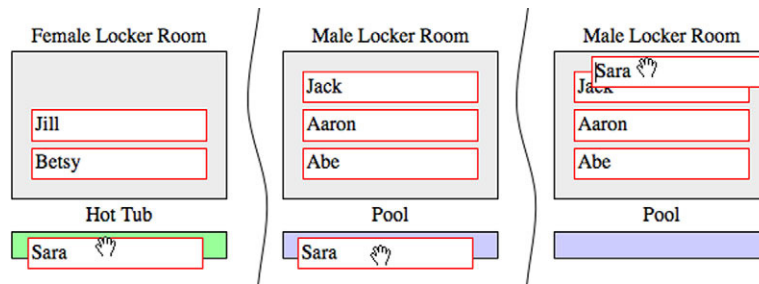 Female Locker Room
Jill
Betsy
Hot Tub
Sara
Male Locker Room
Jack
Aaron
Abe
Pool
Sara
Male Locker Room
Sara
Jack
Aaron
Abe
Pool